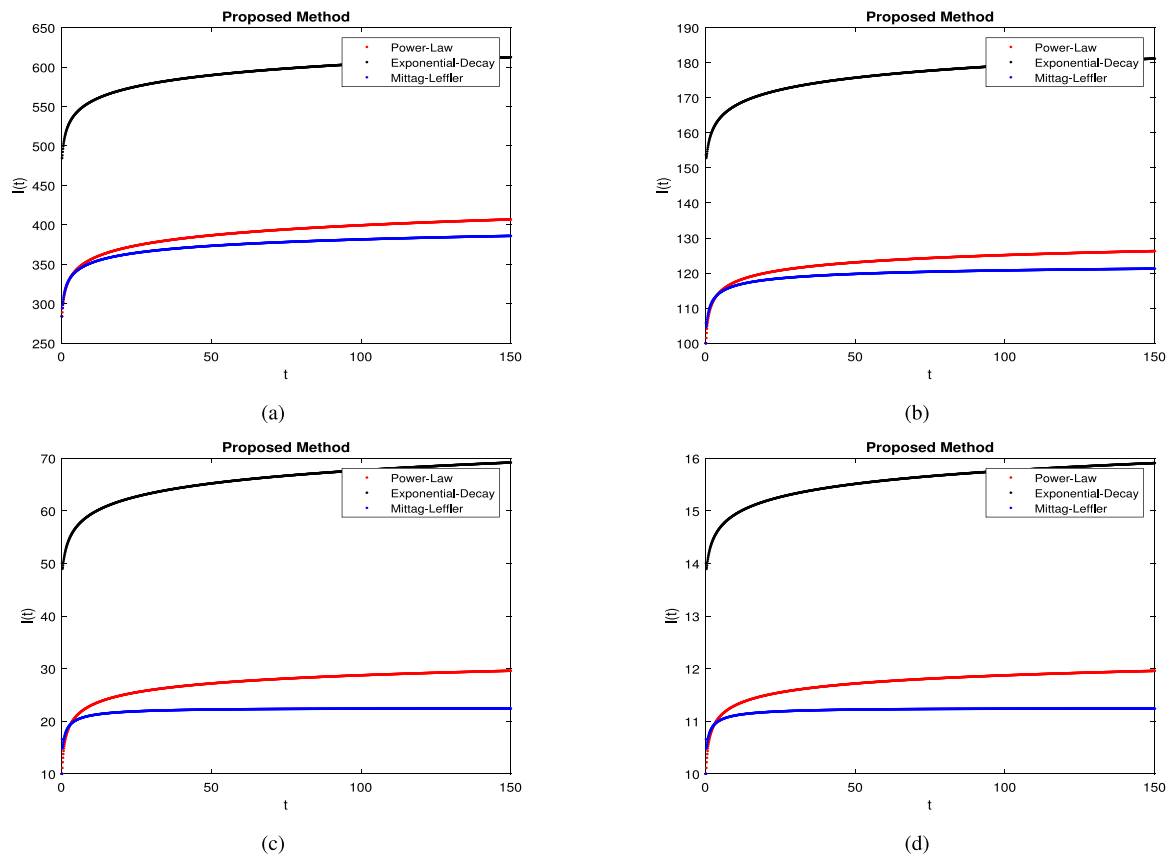 Proposed Method
650
600
550
500
450
400
350
300
250
I(t)
0
50
100
150
t
Power-Law
Exponential-Decay
Mittag-Leffler
(a)
Proposed Method
190
180
170
160
150
140
130
120
110
100
I(t)
0
50
100
150
t
Power-Law
Exponential-Decay
Mittag-Leffler
(b)
Proposed Method
70
60
50
40
30
20
10
I(t)
0
50
100
150
t
Power-Law
Exponential-Decay
Mittag-Leffler
(c)
Proposed Method
16
15
14
13
12
11
10
I(t)
0
50
100
150
t
Power-Law
Exponential-Decay
Mittag-Leffler
(d)